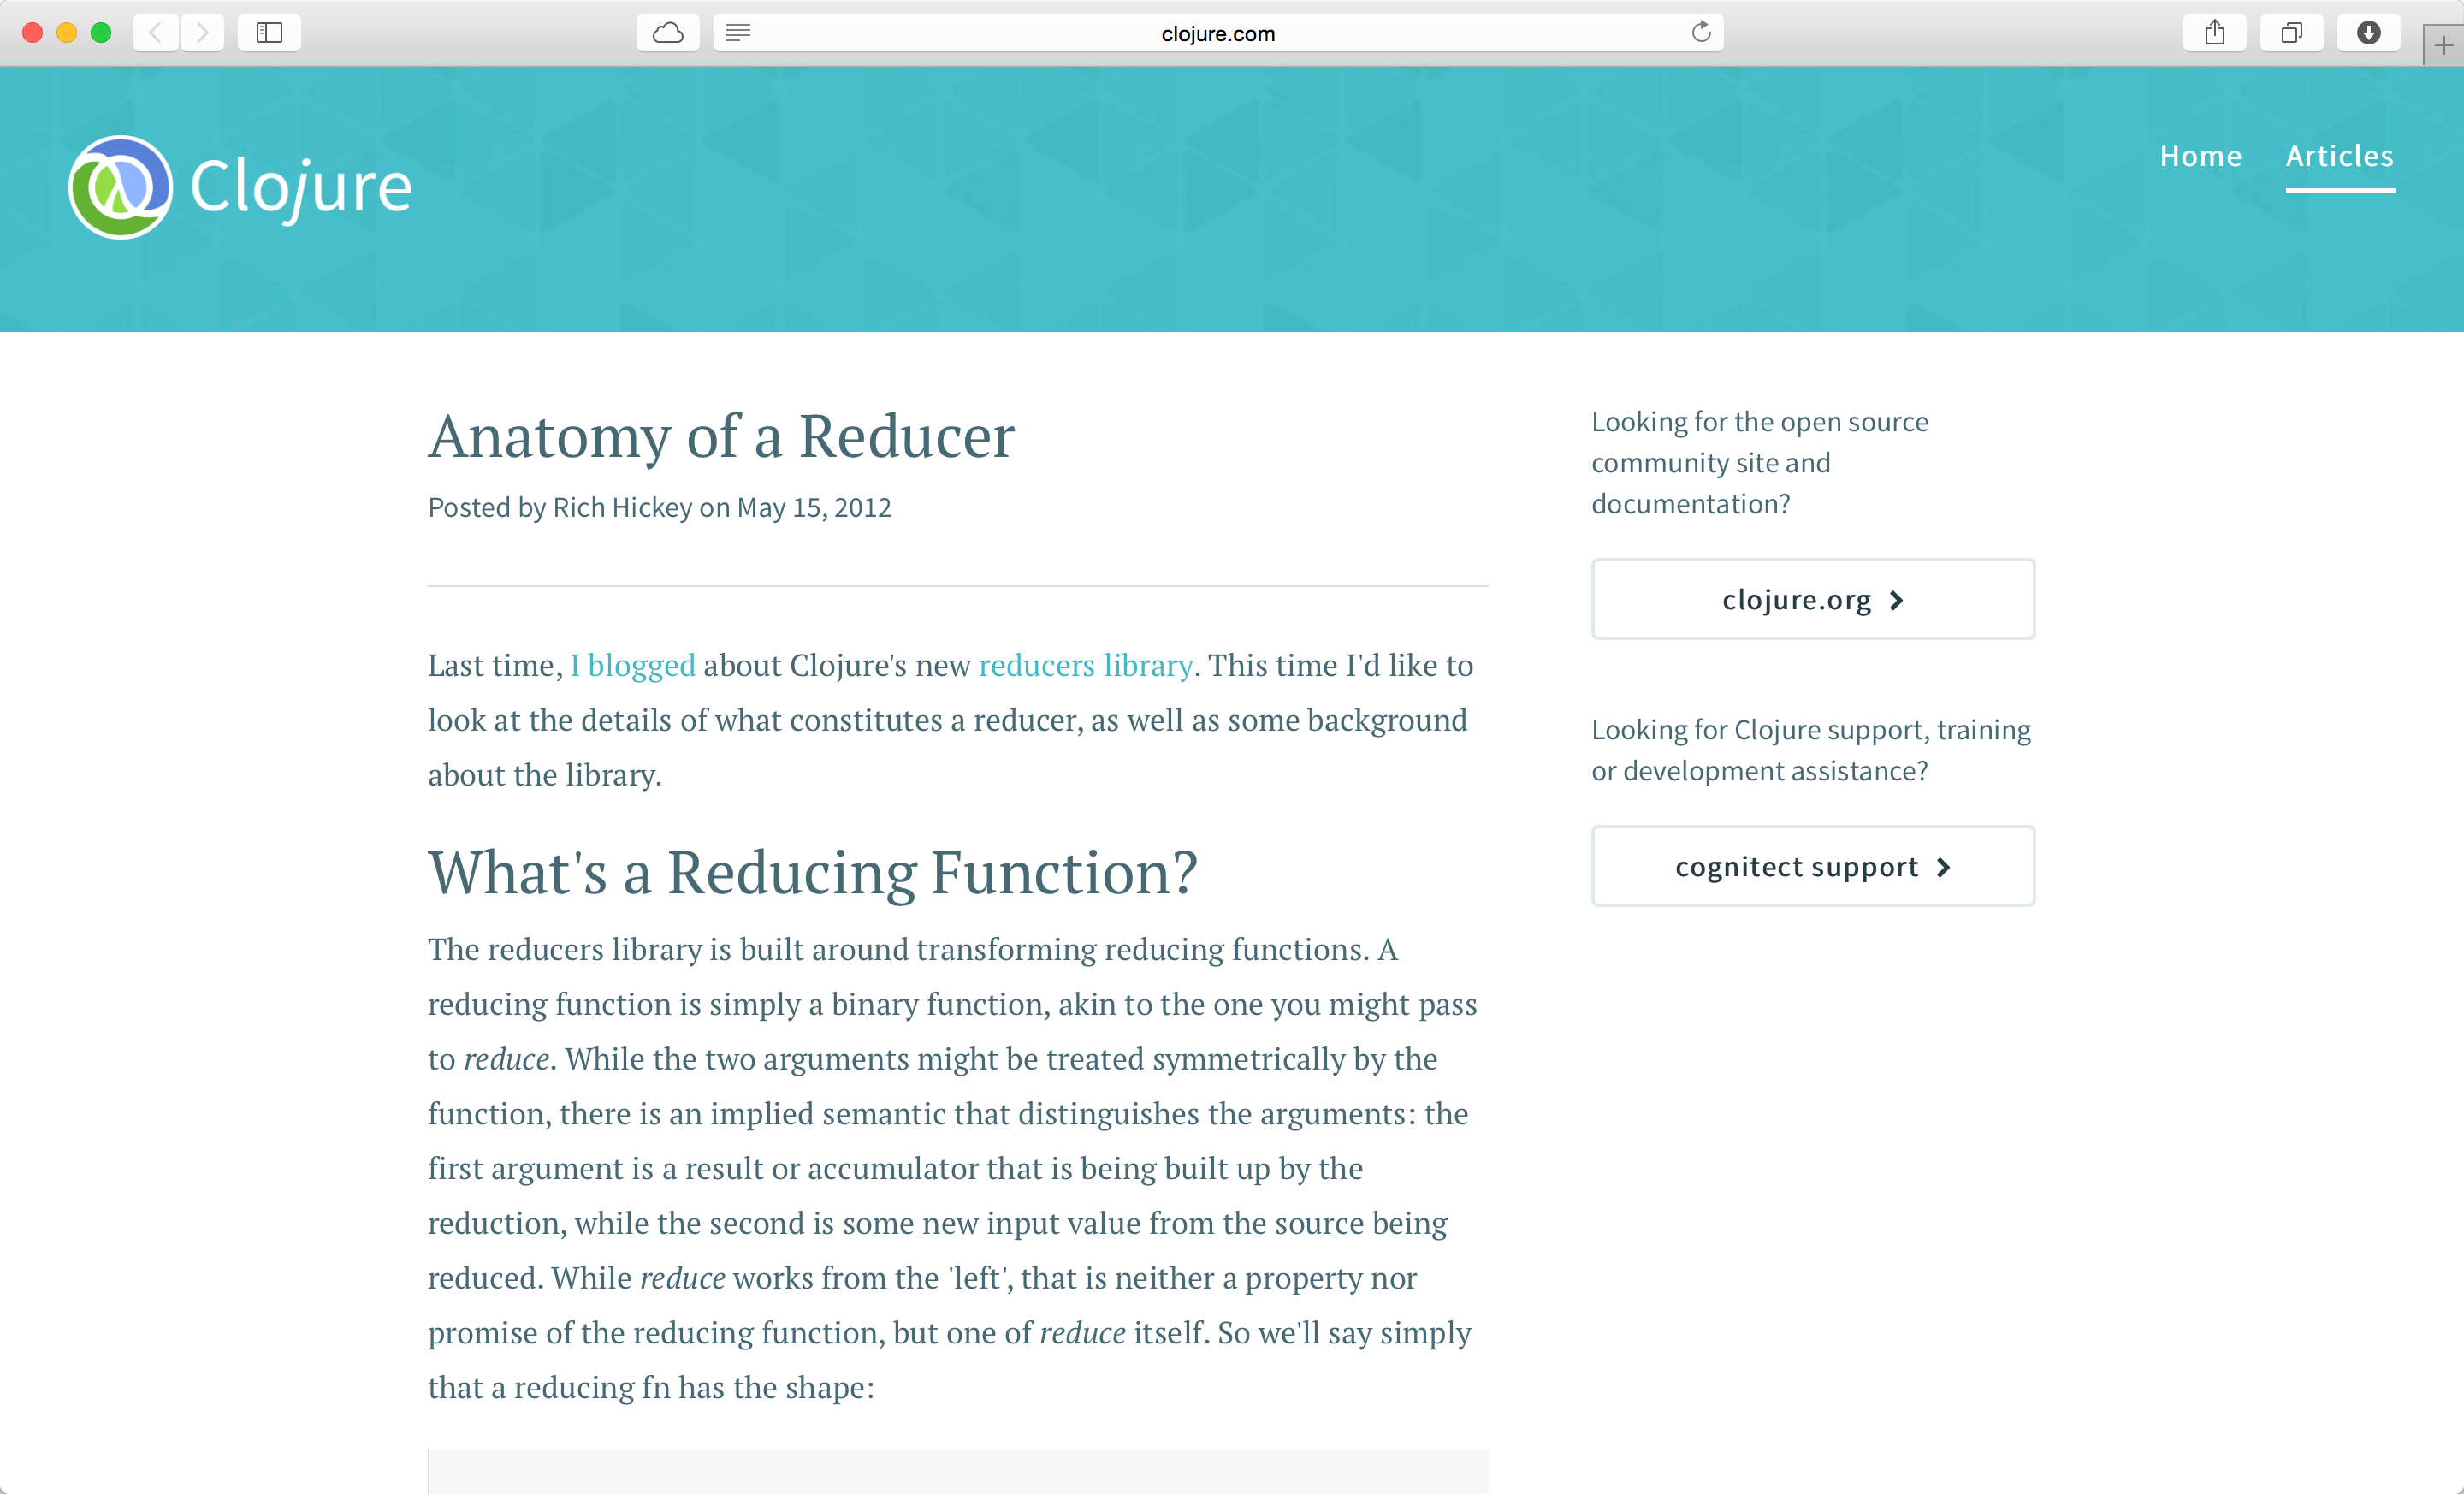 clojure.com
Clojure
Home
Articles
Anatomy of a Reducer
Posted by Rich Hickey on May 15, 2012
Last time, I blogged about Clojure's new reducers library. This time I'd like to
look at the details of what constitutes a reducer, as well as some background
about the library.
What's a Reducing Function?
The reducers library is built around transforming reducing functions. A
reducing function is simply a binary function, akin to the one you might pass
to reduce. While the two arguments might be treated symmetrically by the
function, there is an implied semantic that distinguishes the arguments: the
first argument is a result or accumulator that is being built up by the
reduction, while the second is some new input value from the source being
reduced. While reduce works from the 'left', that is neither a property nor
promise of the reducing function, but one of reduce itself. So we'll say simply
that a reducing fn has the shape:
Looking for the open source
community site and
documentation?
clojure.org
Looking for Clojure support, training
or development assistance?
cognitect support